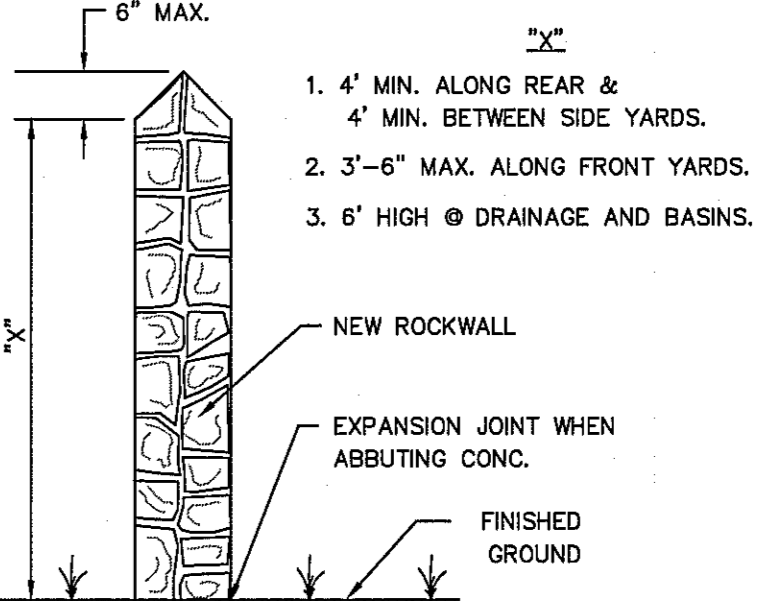 6" MAX.
"X"
1. 4' MIN. ALONG REAR &
4' MIN. BETWEEN SIDE YARDS.
2. 3'-6" MAX. ALONG FRONT YARDS.
3. 6' HIGH @ DRAINAGE AND BASINS.
"X"
NEW ROCKWALL
EXPANSION JOINT WHEN
ABBUTING CONC.
FINISHED
GROUND